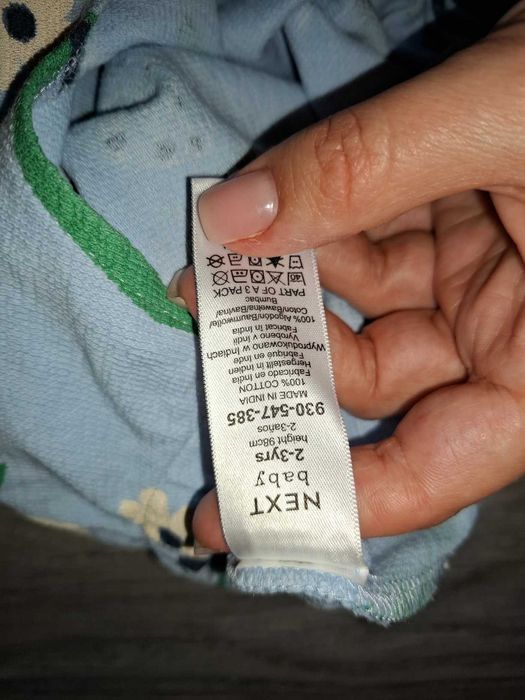 NEXT
baby
2-3yrs
height 98cm
2-3años
930-547-385
MADE IN INDIA
100% COTTON
Fabricado en India
Hergestellt in Indien
Fabriqué en Inde
Wyprodukowano w Indiach
Vyrobeno v Indii
Fabricat in India
100% Algodón/Baumwolle/
Coton/Bawełna/Bavlna/
Bumbac
PART OF A 3 PACK
40